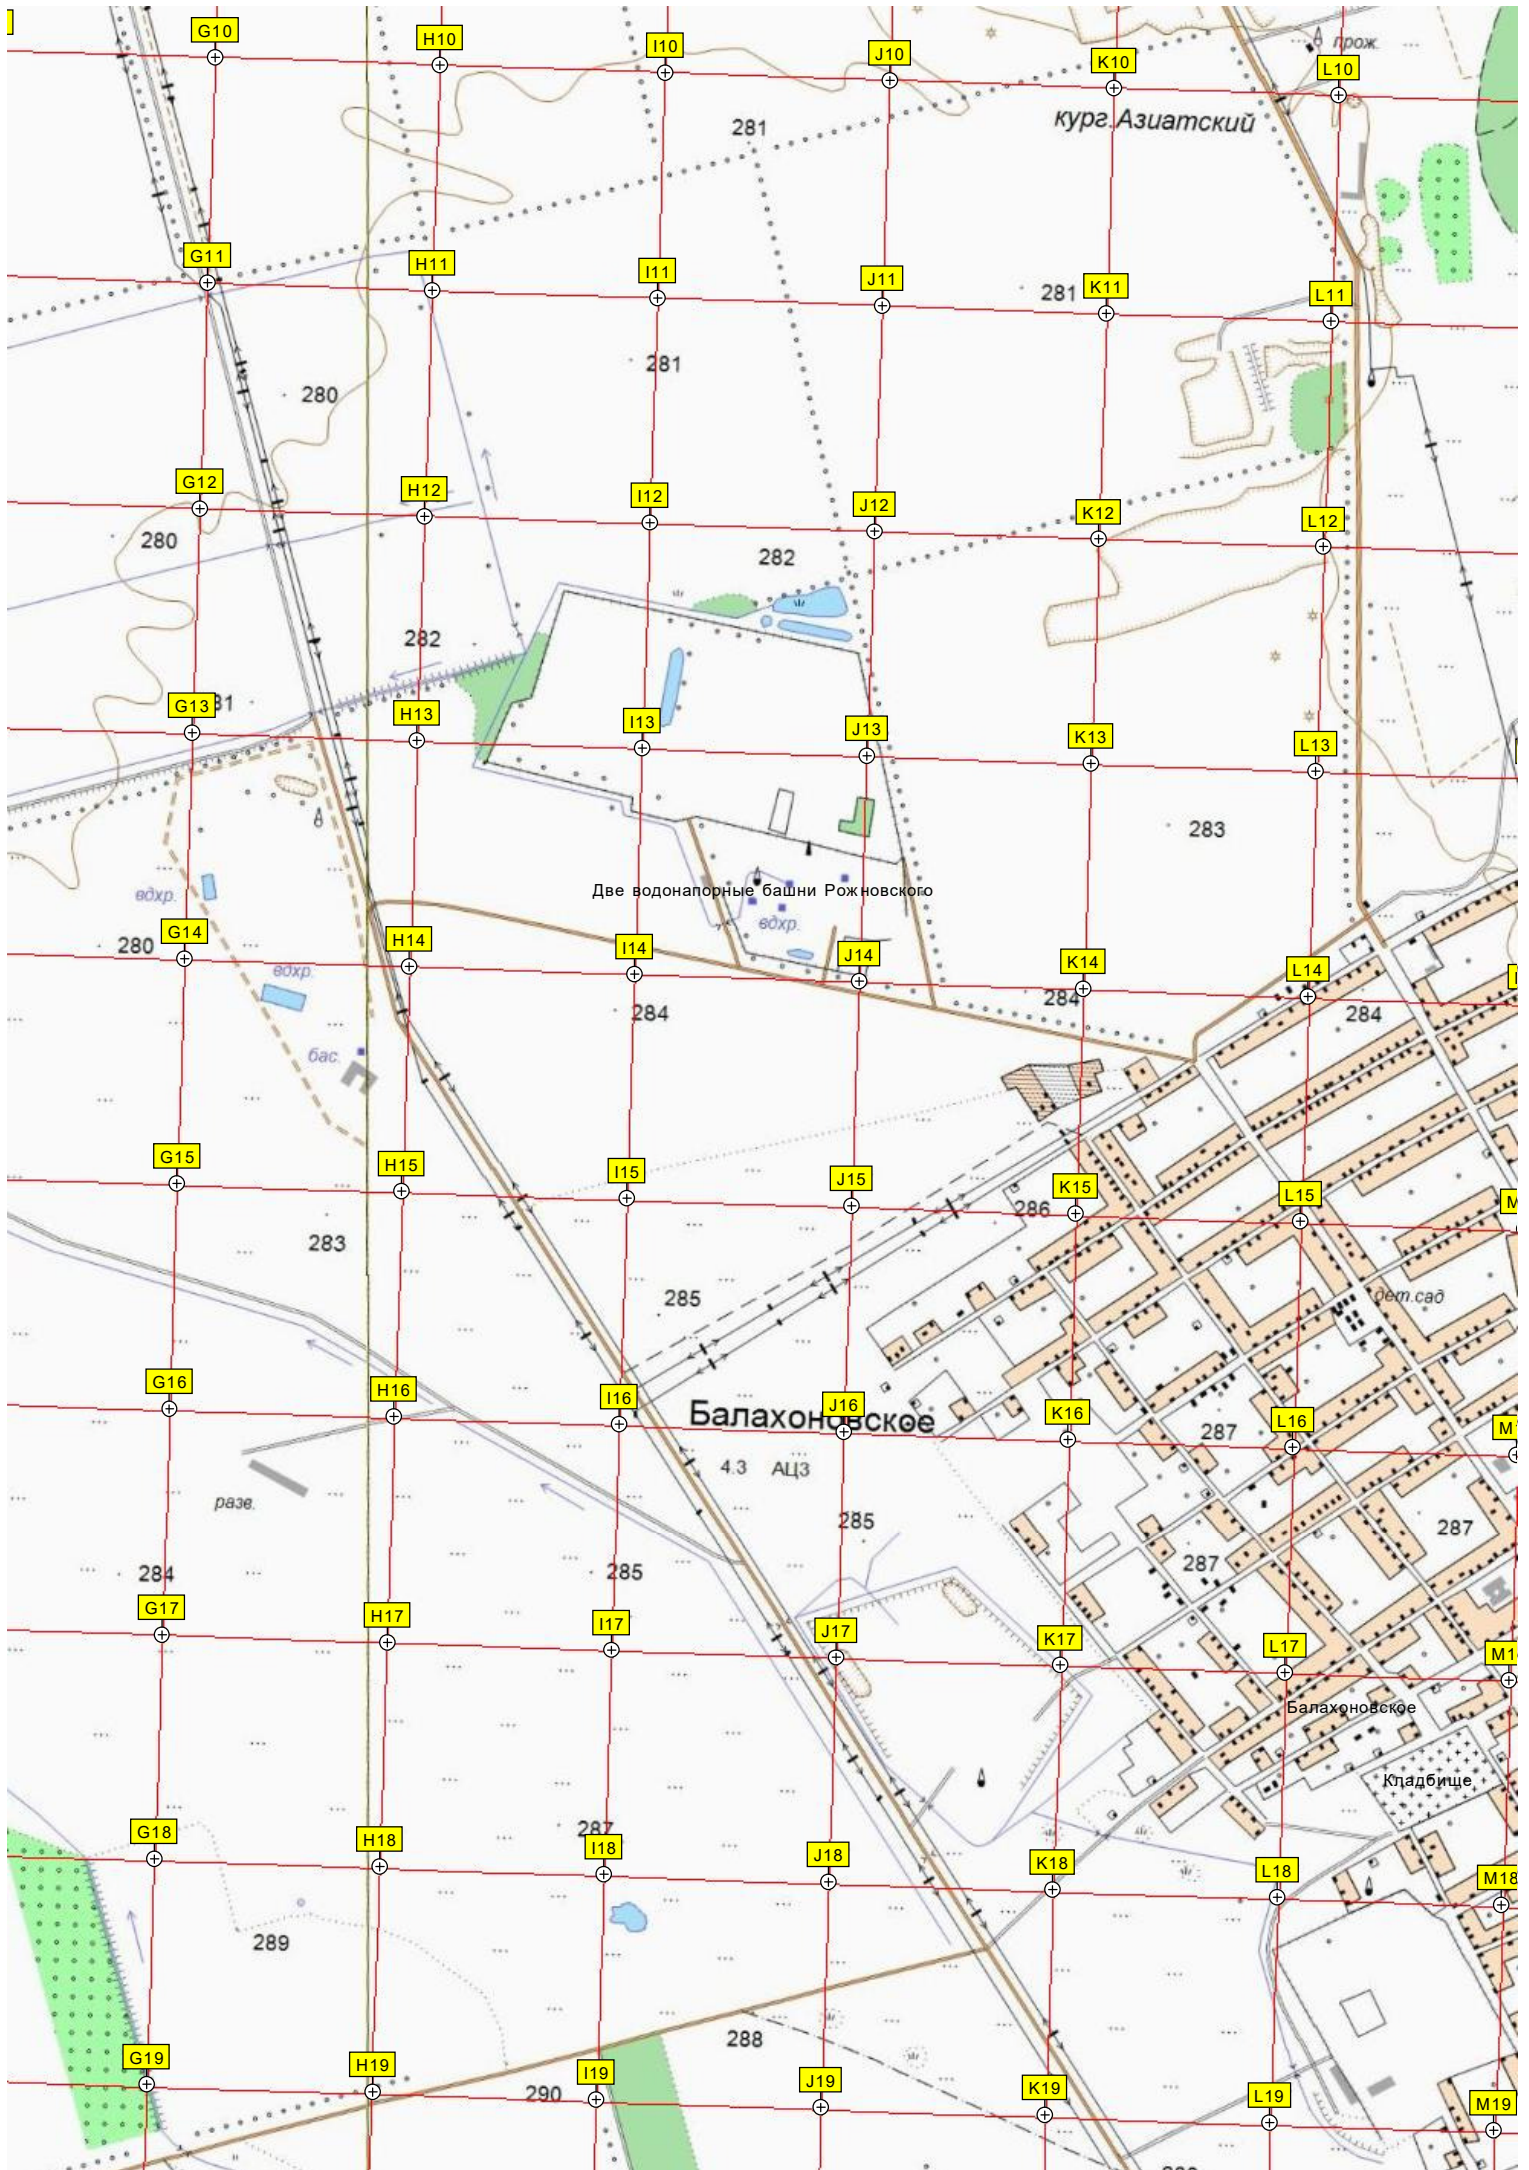 G10
H10
I10
J10
K10
прож.
L10
281
кург.Азиатский
G11
H11
I11
J11
281
K11
L11
281
280
G12
H12
I12
J12
K12
L12
280
282
282
G13
H13
I13
J13
K13
L13
283
вдхр.
Две водонапорные башни Рожновского
вдхр.
G14
280
H14
I14
J14
K14
L14
вдхр.
284
284
284
бас.
G15
H15
I15
J15
K15
L15
286
283
285
дет.сад
G16
H16
I16
J16
K16
L16
Балахоновское
287
4.3 АЦЗ
разв.
285
287
284
285
287
G17
H17
I17
J17
K17
L17
Балахоновское
Кладбище
287
G18
H18
I18
J18
K18
L18
M18
289
288
G19
H19
290
I19
J19
K19
L19
M19